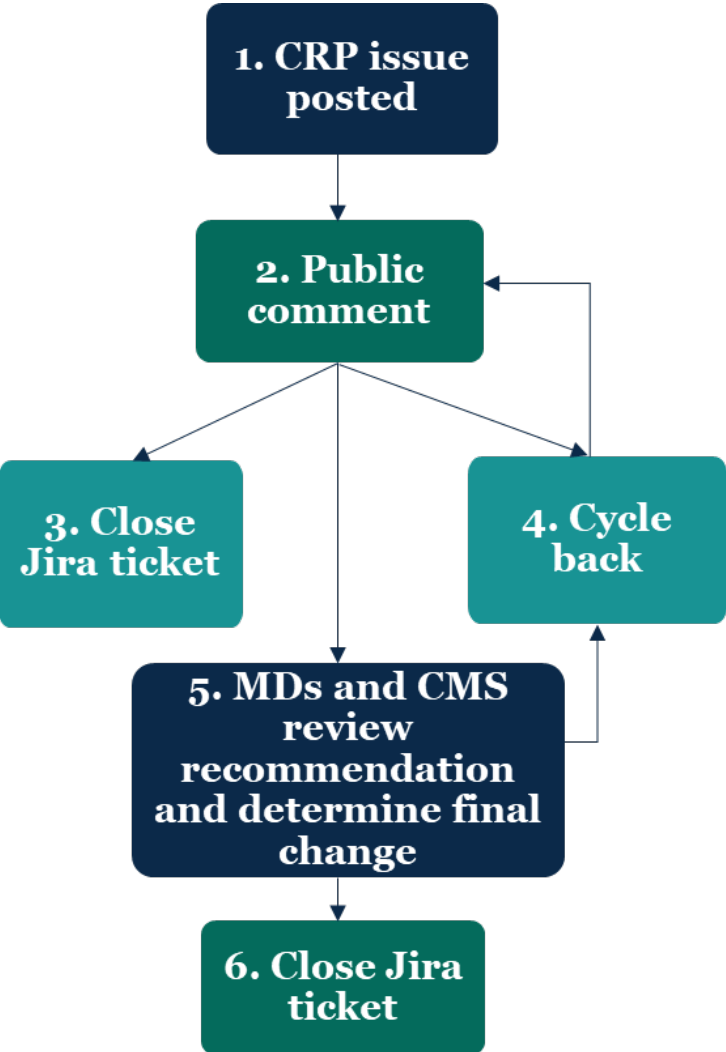 1. CRP issue
posted
2. Public
comment
3. Close
Jira ticket
4. Cycle
back
5. MDs and CMS
review
recommendation
and determine final
change
6. Close Jira
ticket